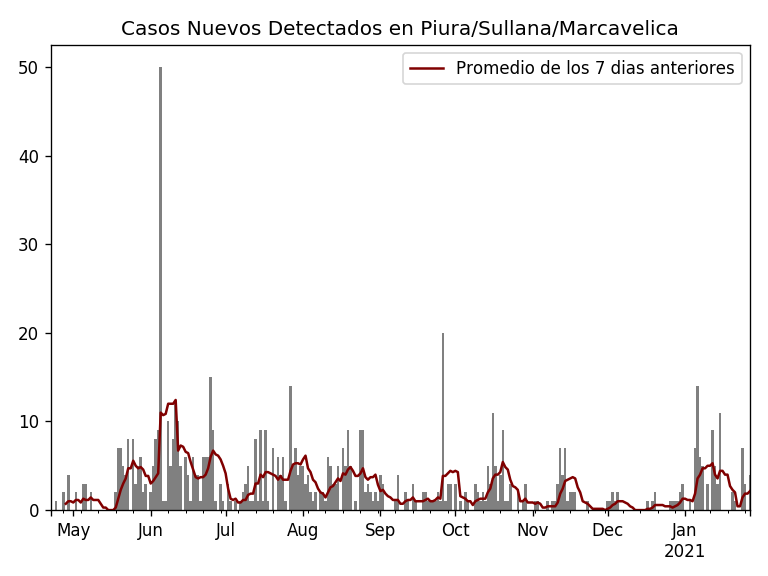 Casos Nuevos Detectados en Piura/Sullana/Marcavelica
Promedio de los 7 dias anteriores
50
40
30
20
10
0
May Jun Jul Aug Sep Oct Nov Dec Jan
2021